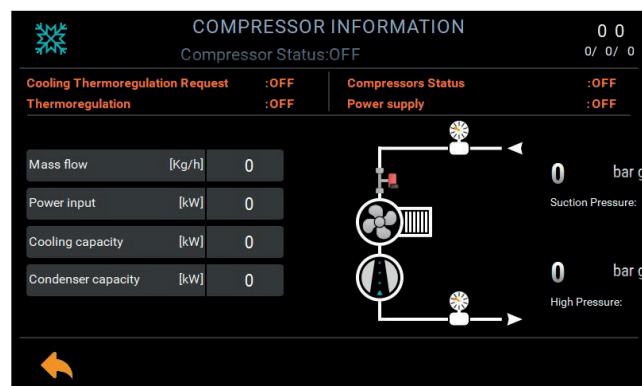 COMPRESSOR INFORMATION
0 0
Compressor Status:OFF
0/ 0/ 0
Cooling Thermoregulation Request :OFF
Compressors Status :OFF
Thermoregulation :OFF
Power supply :OFF
Mass flow [Kg/h] 0
Power input [kW] 0
Cooling capacity [kW] 0
Condenser capacity [kW] 0
0 bar g
Suction Pressure:
0 bar g
High Pressure: